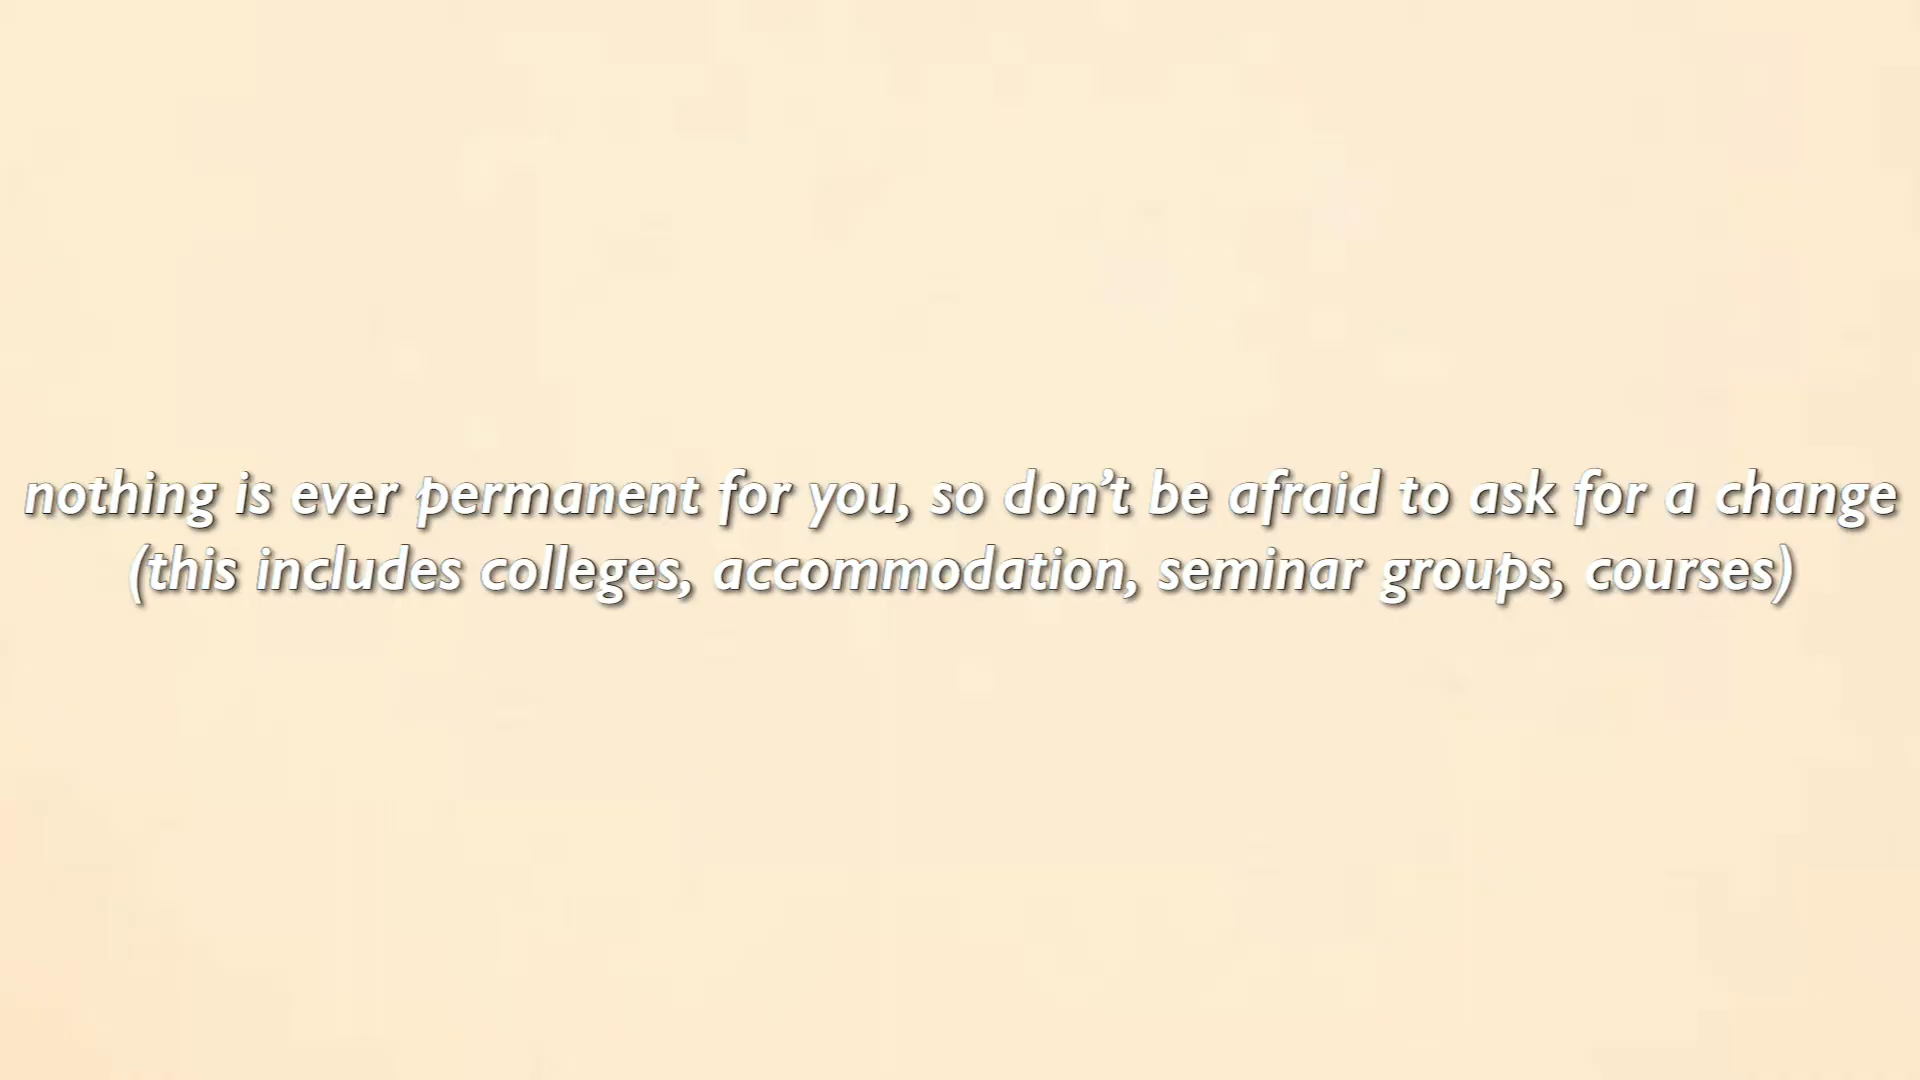 nothing is ever permanent for you, so don’t be afraid to ask for a change
(this includes colleges, accommodation, seminar groups, courses)